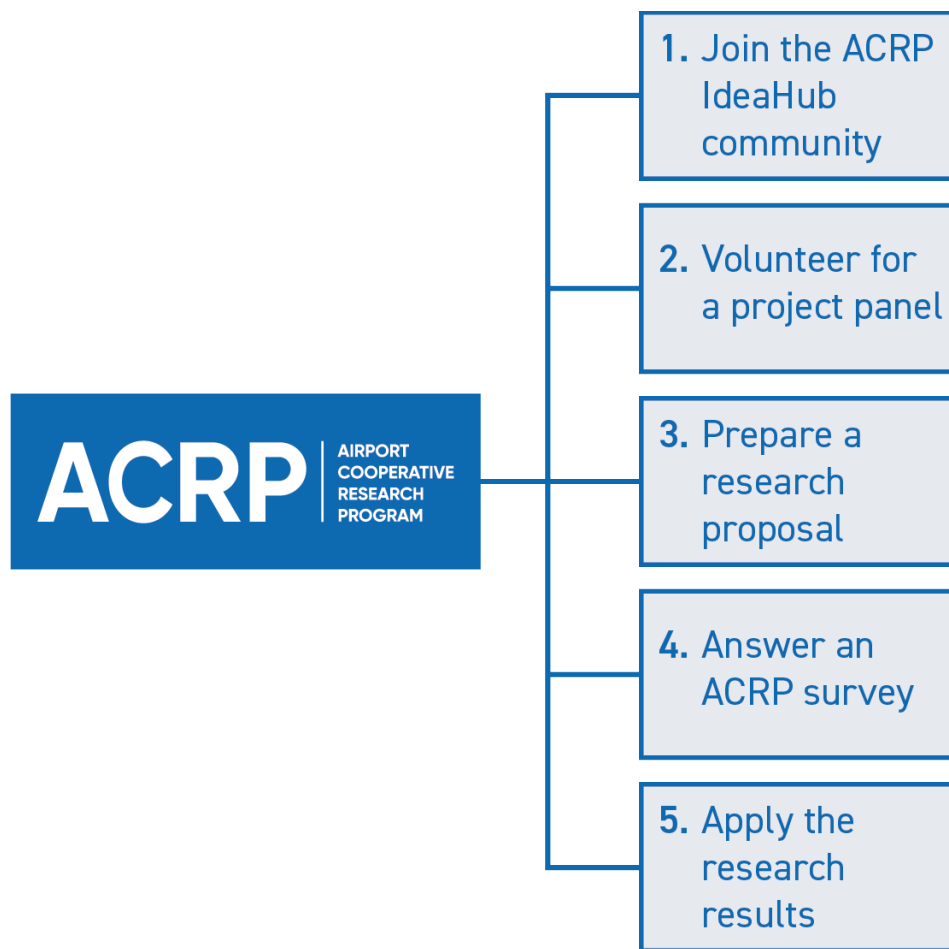 1. Join the ACRP
IdeaHub
community
2. Volunteer for
a project panel
ACRP
AIRPORT
COOPERATIVE
RESEARCH
PROGRAM
3. Prepare a
research
proposal
4. Answer an
ACRP survey
5. Apply the
research
results